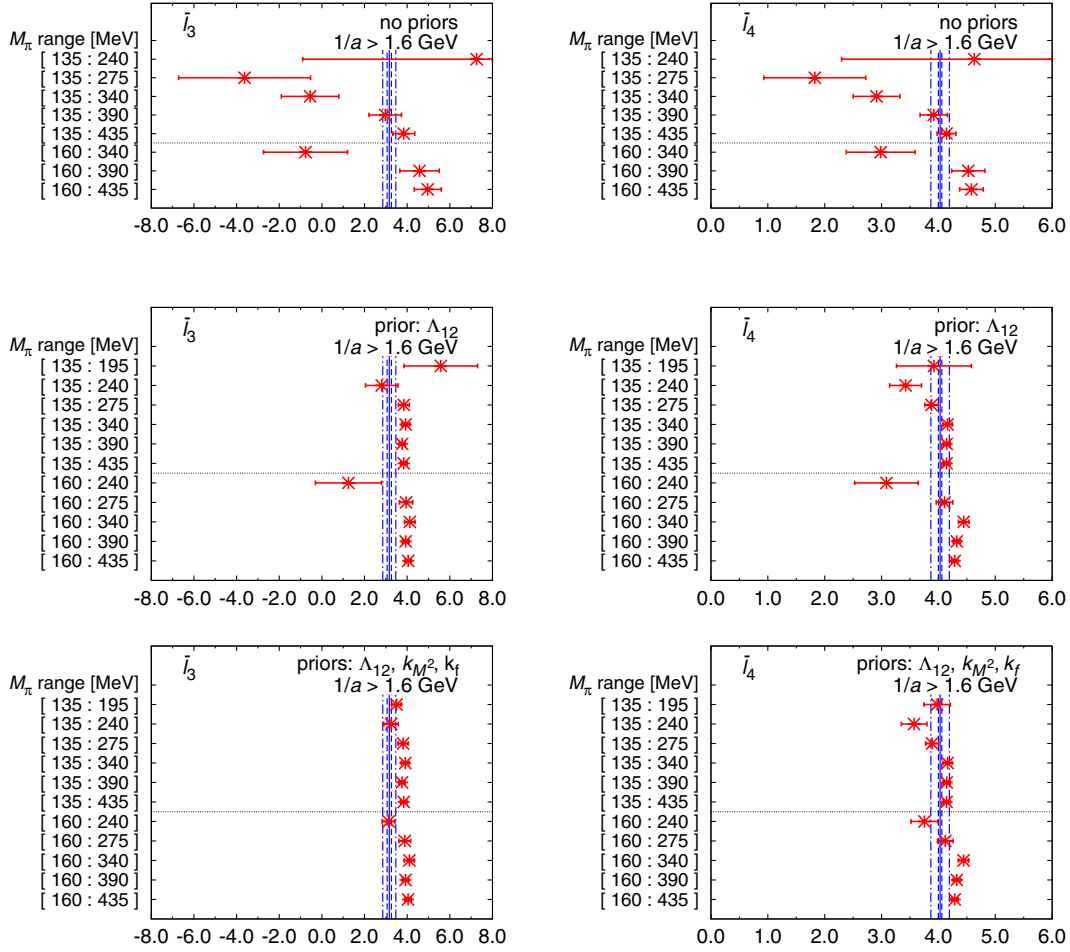 l̄₃ no priors
M_π range [MeV] 1/a > 1.6 GeV
[ 135 : 240 ]
[ 135 : 275 ]
[ 135 : 340 ]
[ 135 : 390 ]
[ 135 : 435 ]
[ 160 : 340 ]
[ 160 : 390 ]
[ 160 : 435 ]
-8.0 -6.0 -4.0 -2.0 0.0 2.0 4.0 6.0 8.0
l̄₄ no priors
M_π range [MeV] 1/a > 1.6 GeV
[ 135 : 240 ]
[ 135 : 275 ]
[ 135 : 340 ]
[ 135 : 390 ]
[ 135 : 435 ]
[ 160 : 340 ]
[ 160 : 390 ]
[ 160 : 435 ]
0.0 1.0 2.0 3.0 4.0 5.0 6.0
l̄₃ prior: Λ₁₂
M_π range [MeV] 1/a > 1.6 GeV
[ 135 : 195 ]
[ 135 : 240 ]
[ 135 : 275 ]
[ 135 : 340 ]
[ 135 : 390 ]
[ 135 : 435 ]
[ 160 : 240 ]
[ 160 : 275 ]
[ 160 : 340 ]
[ 160 : 390 ]
[ 160 : 435 ]
-8.0 -6.0 -4.0 -2.0 0.0 2.0 4.0 6.0 8.0
l̄₄ prior: Λ₁₂
M_π range [MeV] 1/a > 1.6 GeV
[ 135 : 195 ]
[ 135 : 240 ]
[ 135 : 275 ]
[ 135 : 340 ]
[ 135 : 390 ]
[ 135 : 435 ]
[ 160 : 240 ]
[ 160 : 275 ]
[ 160 : 340 ]
[ 160 : 390 ]
[ 160 : 435 ]
0.0 1.0 2.0 3.0 4.0 5.0 6.0
l̄₃ priors: Λ₁₂, k_M², k_f
M_π range [MeV] 1/a > 1.6 GeV
[ 135 : 195 ]
[ 135 : 240 ]
[ 135 : 275 ]
[ 135 : 340 ]
[ 135 : 390 ]
[ 135 : 435 ]
[ 160 : 240 ]
[ 160 : 275 ]
[ 160 : 340 ]
[ 160 : 390 ]
[ 160 : 435 ]
-8.0 -6.0 -4.0 -2.0 0.0 2.0 4.0 6.0 8.0
l̄₄ priors: Λ₁₂, k_M², k_f
M_π range [MeV] 1/a > 1.6 GeV
[ 135 : 195 ]
[ 135 : 240 ]
[ 135 : 275 ]
[ 135 : 340 ]
[ 135 : 390 ]
[ 135 : 435 ]
[ 160 : 240 ]
[ 160 : 275 ]
[ 160 : 340 ]
[ 160 : 390 ]
[ 160 : 435 ]
0.0 1.0 2.0 3.0 4.0 5.0 6.0